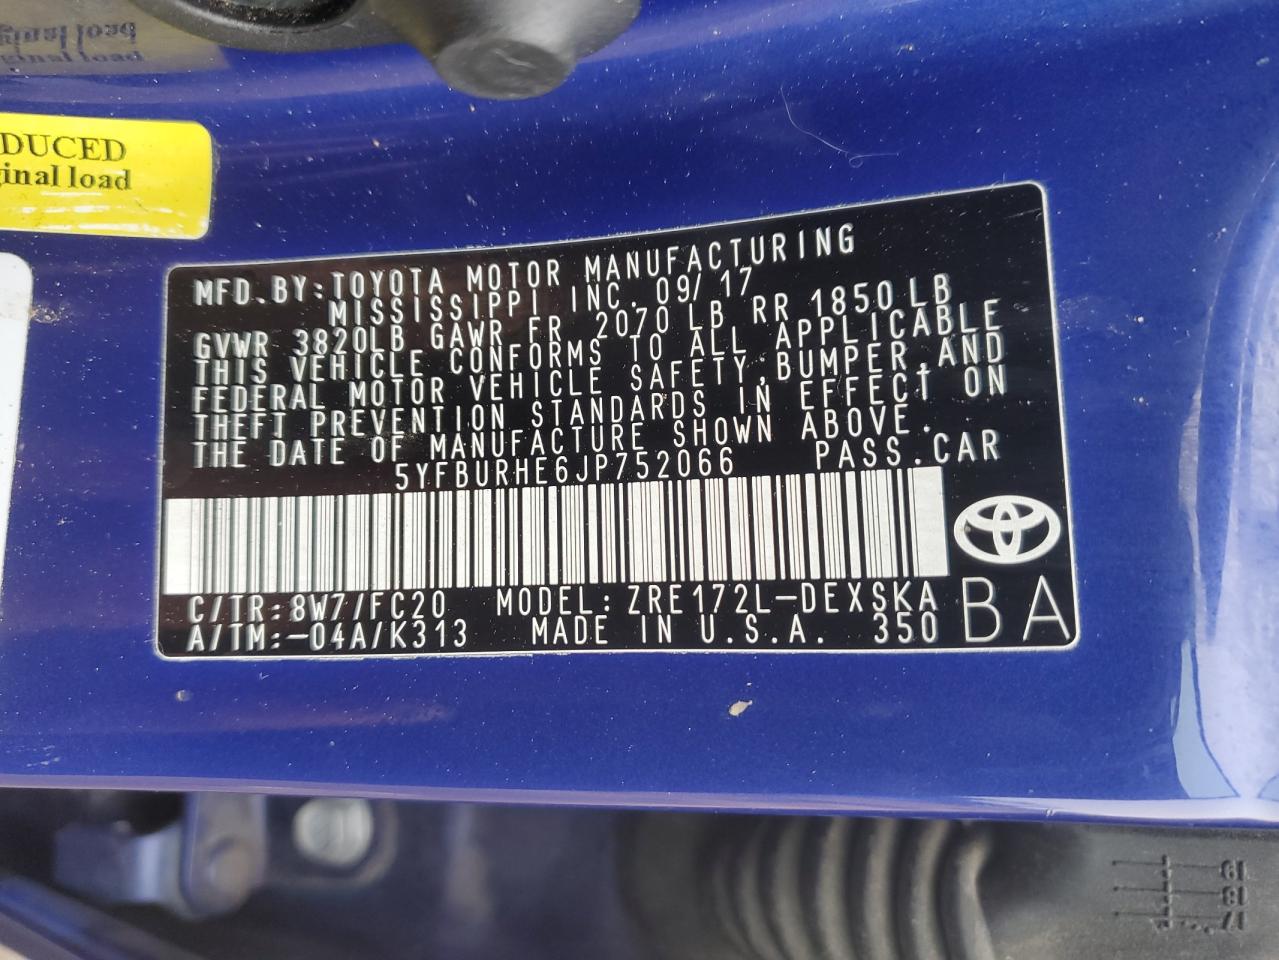 DUCED
ginal load
MFD.BY:TOYOTA MOTOR MANUFACTURING
MISSISSIPPI INC. 09/17
GVWR 3820LB GAWR FR 2070 LB RR 1850 LB
THIS VEHICLE CONFORMS TO ALL APPLICABLE
FEDERAL MOTOR VEHICLE SAFETY,BUMPER,AND
THEFT PREVENTION STANDARDS IN EFFECT ON
THE DATE OF MANUFACTURE SHOWN ABOVE.
5YFBURHE6JP752066 PASS.CAR
C/TR:8W7/FC20 MODEL:ZRE172L-DEXSKA
A/TM:-04A/K313 MADE IN U.S.A. 350
BA